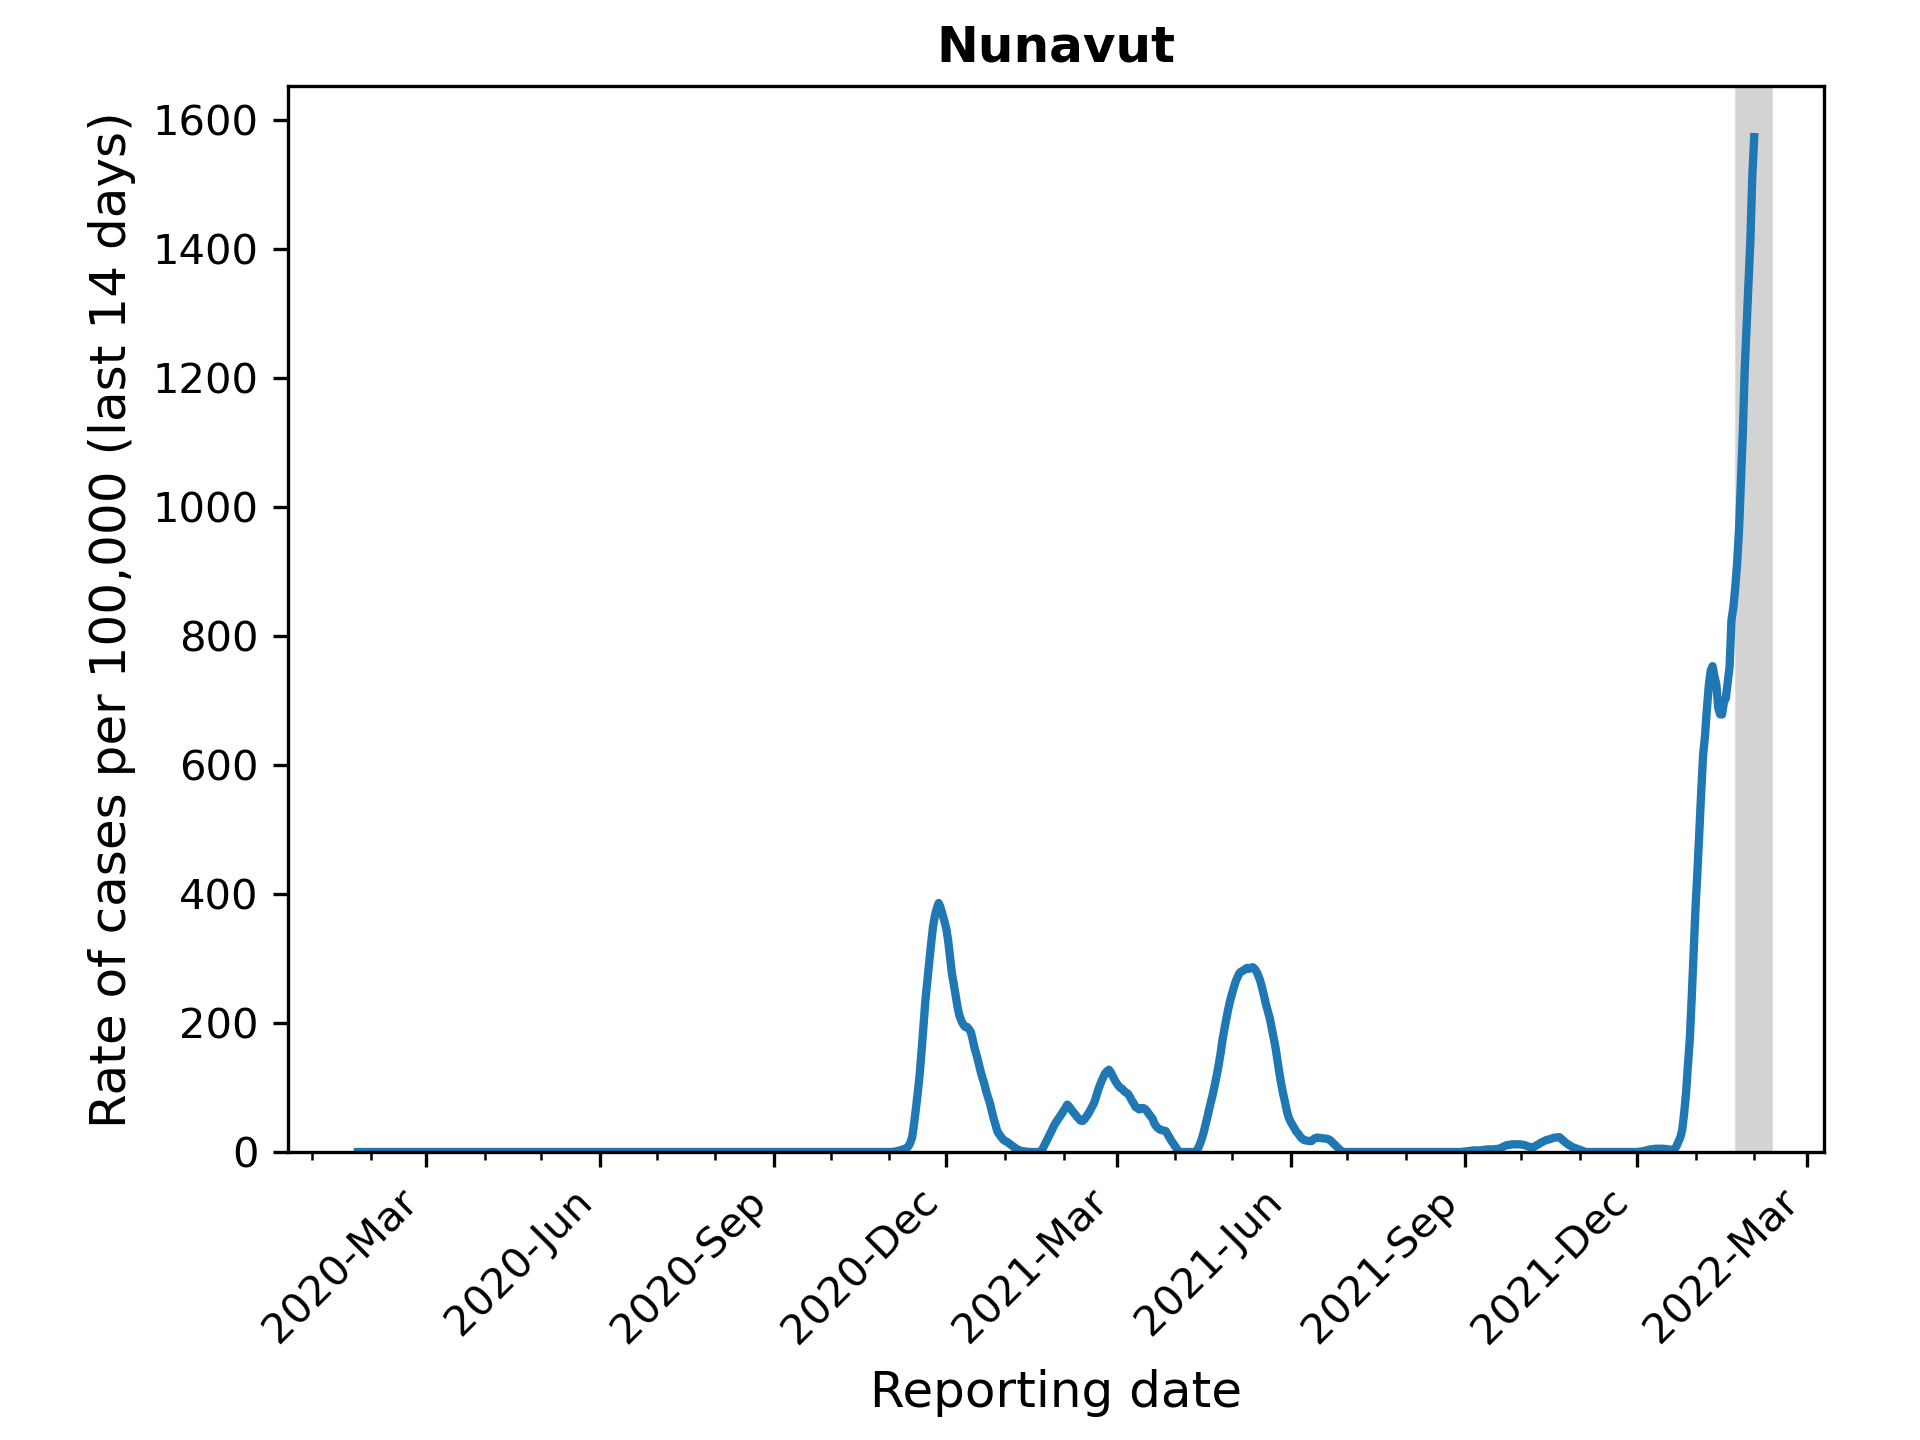 Nunavut
Rate of cases per 100,000 (last 14 days)
1600
1400
1200
1000
800
600
400
200
0
2020-Mar
2020-Jun
2020-Sep
2020-Dec
2021-Mar
2021-Jun
2021-Sep
2021-Dec
2022-Mar
Reporting date